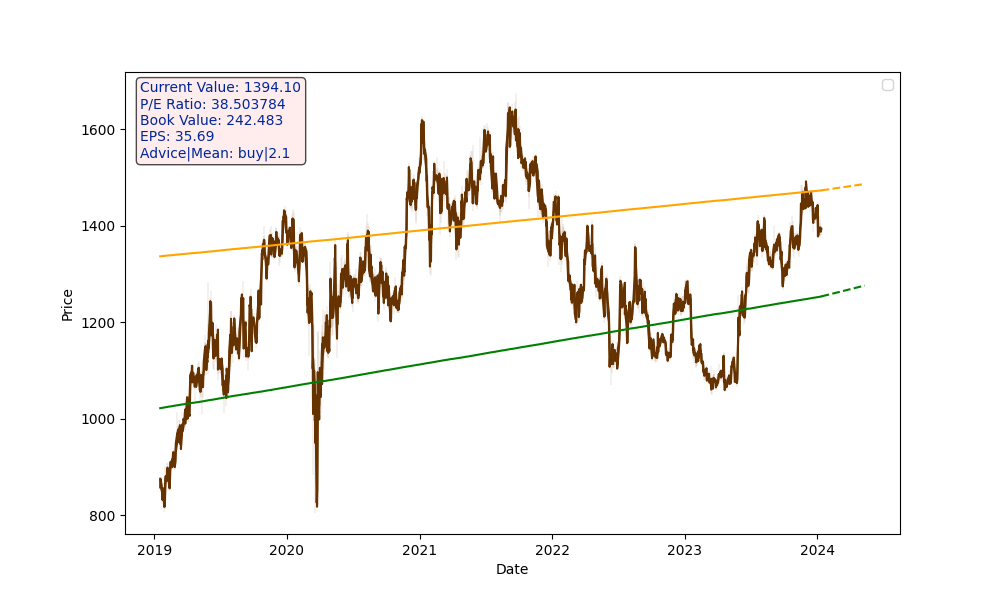 Current Value: 1394.10
P/E Ratio: 38.503784
Book Value: 242.483
EPS: 35.69
Advice|Mean: buy|2.1
1600
1400
1200
1000
800
Price
2019 2020 2021 2022 2023 2024
Date